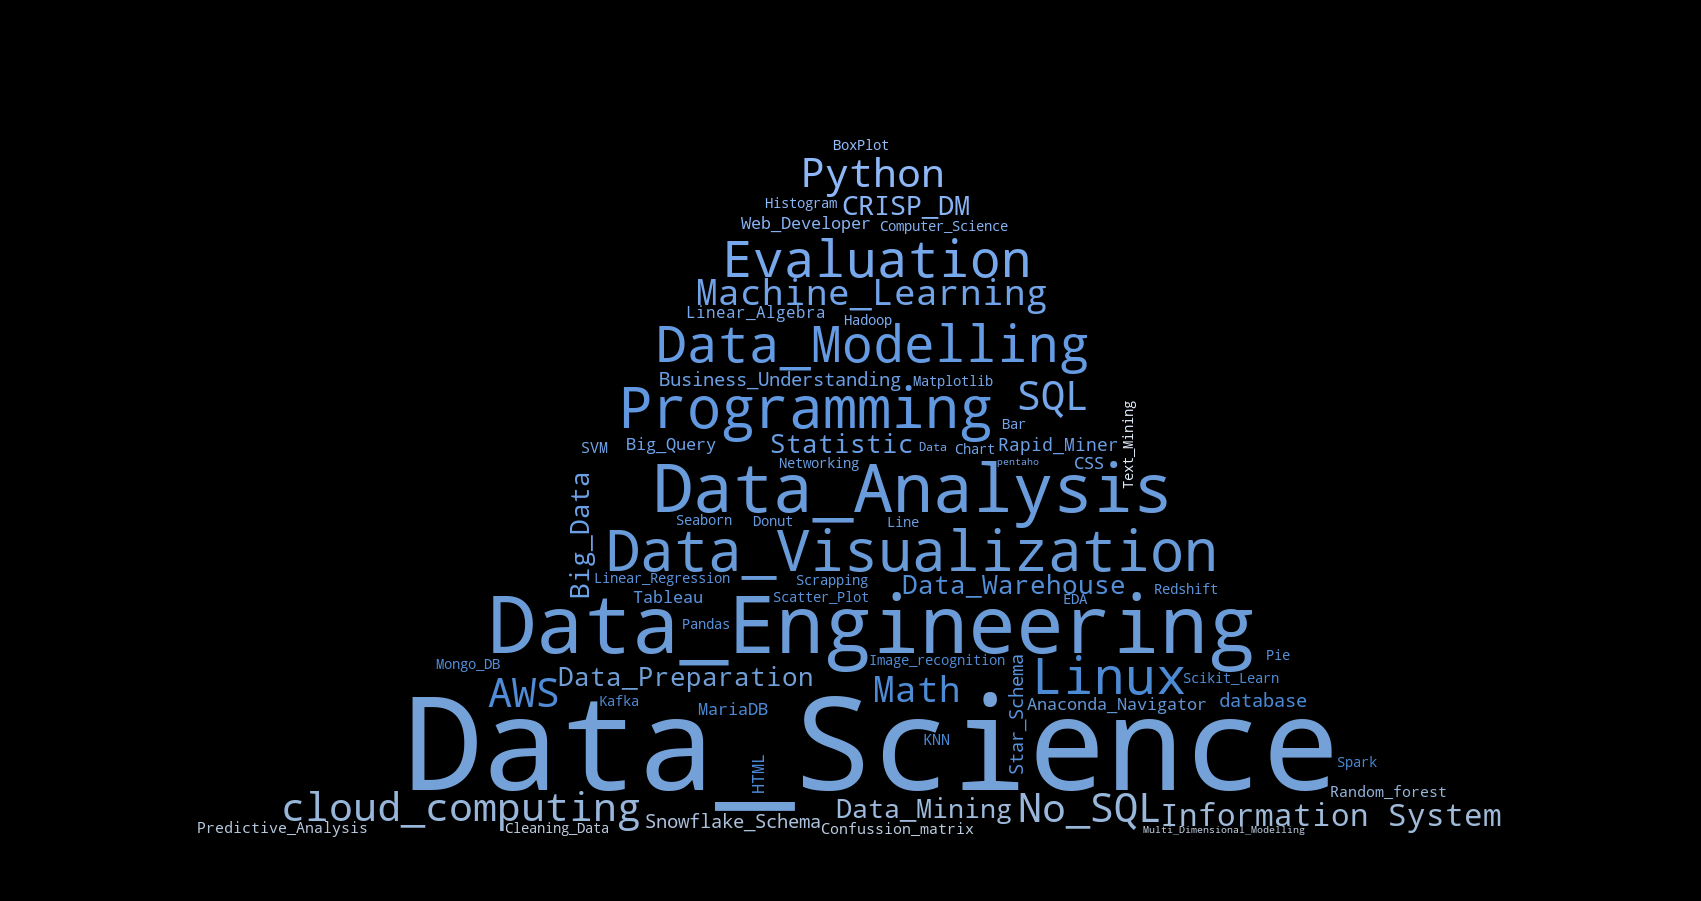 BoxPlot
Python
Histogram
CRISP_DM
Web_Developer
Computer_Science
Evaluation
Machine_Learning
Linear_Algebra
Hadoop
Data_Modelling
Business_Understanding
Matplotlib
SQL
Programming
Bar
Text_Mining
SVM
Big_Query
Statistic
Data
Chart
Rapid_Miner
Networking
pentaho
CSS
Data_Analysis
Big_Data
Seaborn
Donut
Line
Data_Visualization
Linear_Regression
Scrapping
Data_Warehouse
Redshift
Tableau
Scatter_Plot
EDA
Data_Engineering
Pandas
Mongo_DB
Image_recognition
Pie
Data_Preparation
Linux
Scikit_Learn
AWS
Math
Star_Schema
Kafka
MariaDB
Anaconda_Navigator
database
Data_Science
KNN
HTML
Spark
Random_forest
cloud_computing
Data_Mining
No_SQL
Information System
Snowflake_Schema
Predictive_Analysis
Cleaning_Data
Confussion_matrix
Multi_Dimensional_Modelling